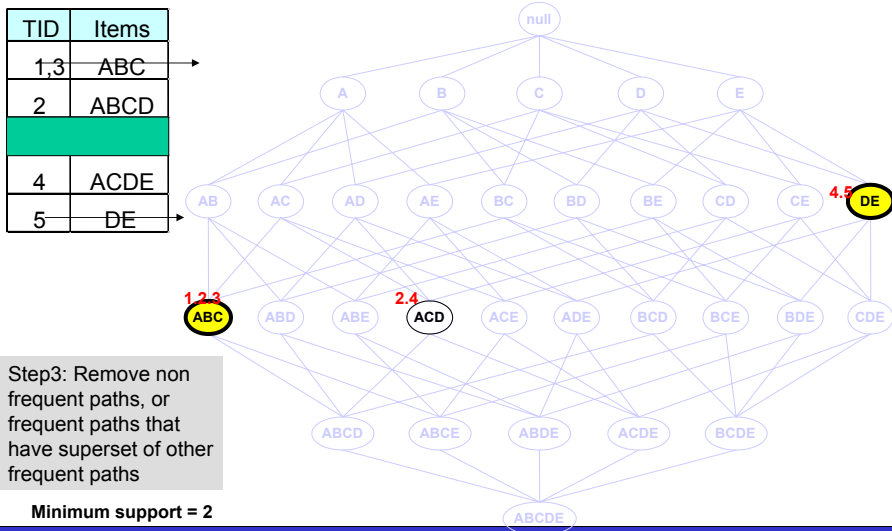 TID Items
1,3 ABC
2 ABCD
4 ACDE
5 DE
null
A B C D E
AB AC AD AE BC BD BE CD CE 4.5 DE
1.2.3 2.4
ABC ABD ABE ACD ACE ADE BCD BCE BDE CDE
Step3: Remove non
frequent paths, or
frequent paths that
have superset of other
frequent paths
ABCD ABCE ABDE ACDE BCDE
Minimum support = 2
ABCDE